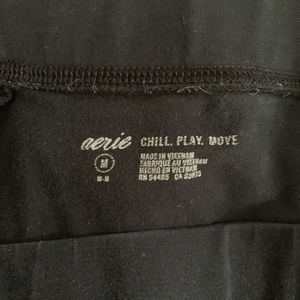 aerie CHILL. PLAY. MOVE
M
M-M
MADE IN VIETNAM
FABRIQUÉ AU VIETNAM
HECHO EN VIETNAM
RN 54485